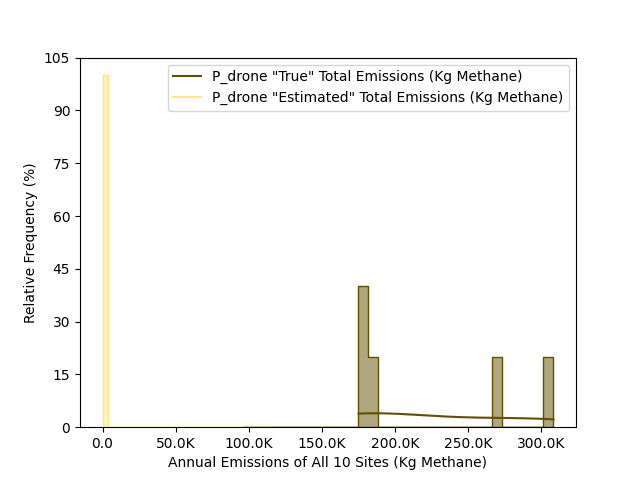 105
90
75
60
45
30
15
0
Relative Frequency (%)
P_drone "True" Total Emissions (Kg Methane)
P_drone "Estimated" Total Emissions (Kg Methane)
0.0 50.0K 100.0K 150.0K 200.0K 250.0K 300.0K
Annual Emissions of All 10 Sites (Kg Methane)